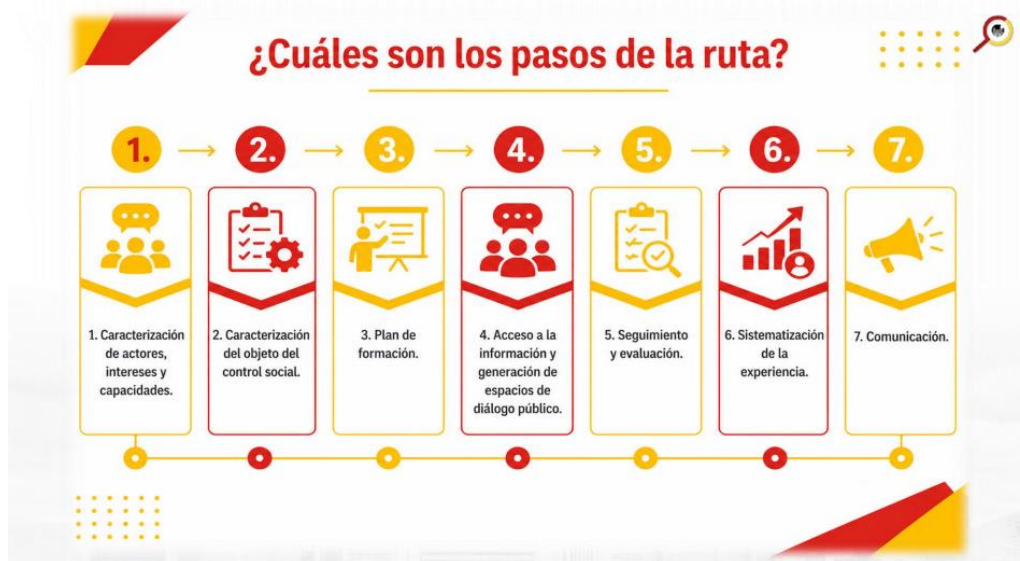 ¿Cuáles son los pasos de la ruta?
1.
2.
3.
4.
5.
6.
7.
1. Caracterización
de actores,
intereses y
capacidades.
2. Caracterización
del objeto del
control social.
3. Plan de
formación.
4. Acceso a la
información y
generación de
espacios de
diálogo público.
5. Seguimiento
y evaluación.
6. Sistematización
de la
experiencia.
7. Comunicación.